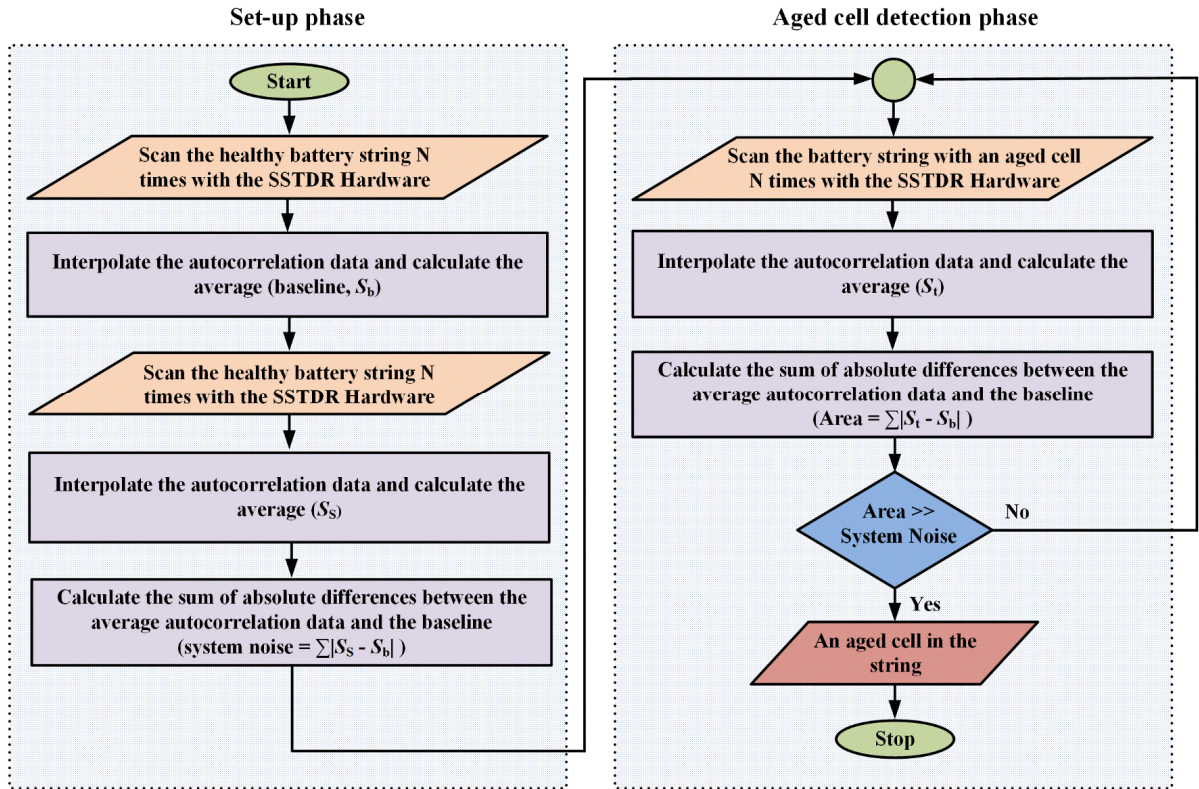 Set-up phase
Start
Scan the healthy battery string N
times with the SSTDR Hardware
Interpolate the autocorrelation data and calculate the
average (baseline, Sb)
Scan the healthy battery string N
times with the SSTDR Hardware
Interpolate the autocorrelation data and calculate the
average (SS)
Calculate the sum of absolute differences between the
average autocorrelation data and the baseline
(system noise = ∑|SS - Sb| )
Aged cell detection phase
Scan the battery string with an aged cell
N times with the SSTDR Hardware
Interpolate the autocorrelation data and calculate the
average (St)
Calculate the sum of absolute differences between the
average autocorrelation data and the baseline
(Area = ∑|St - Sb| )
Area >>
System Noise
No
Yes
An aged cell in the
string
Stop